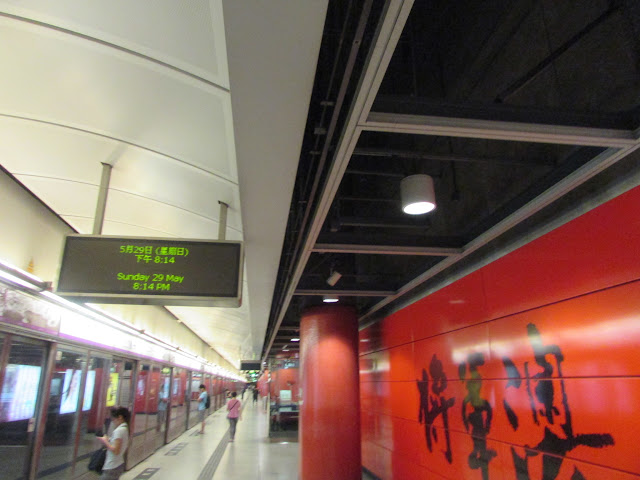 5月29日 (星期日)
下午 8:14
Sunday 29 May
8:14 PM
將軍澳